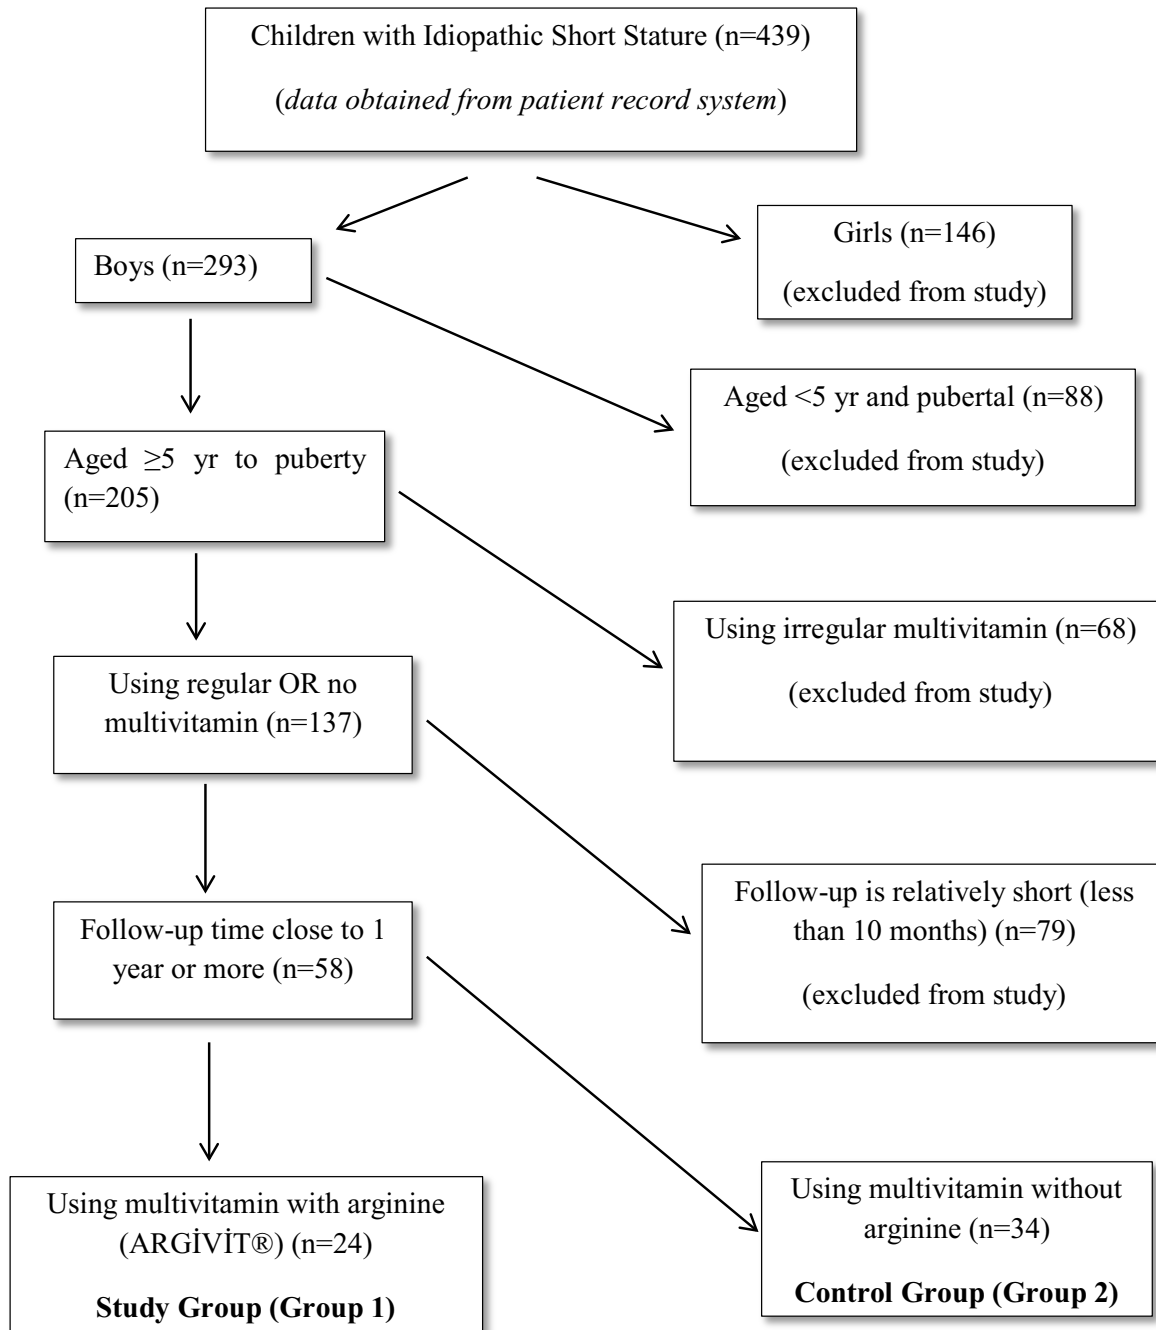 Children with Idiopathic Short Stature (n=439)
(data obtained from patient record system)
Girls (n=146)
(excluded from study)
Boys (n=293)
Aged <5 yr and pubertal (n=88)
(excluded from study)
Aged ≥5 yr to puberty
(n=205)
Using irregular multivitamin (n=68)
(excluded from study)
Using regular OR no
multivitamin (n=137)
Follow-up is relatively short (less
than 10 months) (n=79)
(excluded from study)
Follow-up time close to 1
year or more (n=58)
Using multivitamin with arginine
(ARGİVİT®) (n=24)
Study Group (Group 1)
Using multivitamin without
arginine (n=34)
Control Group (Group 2)